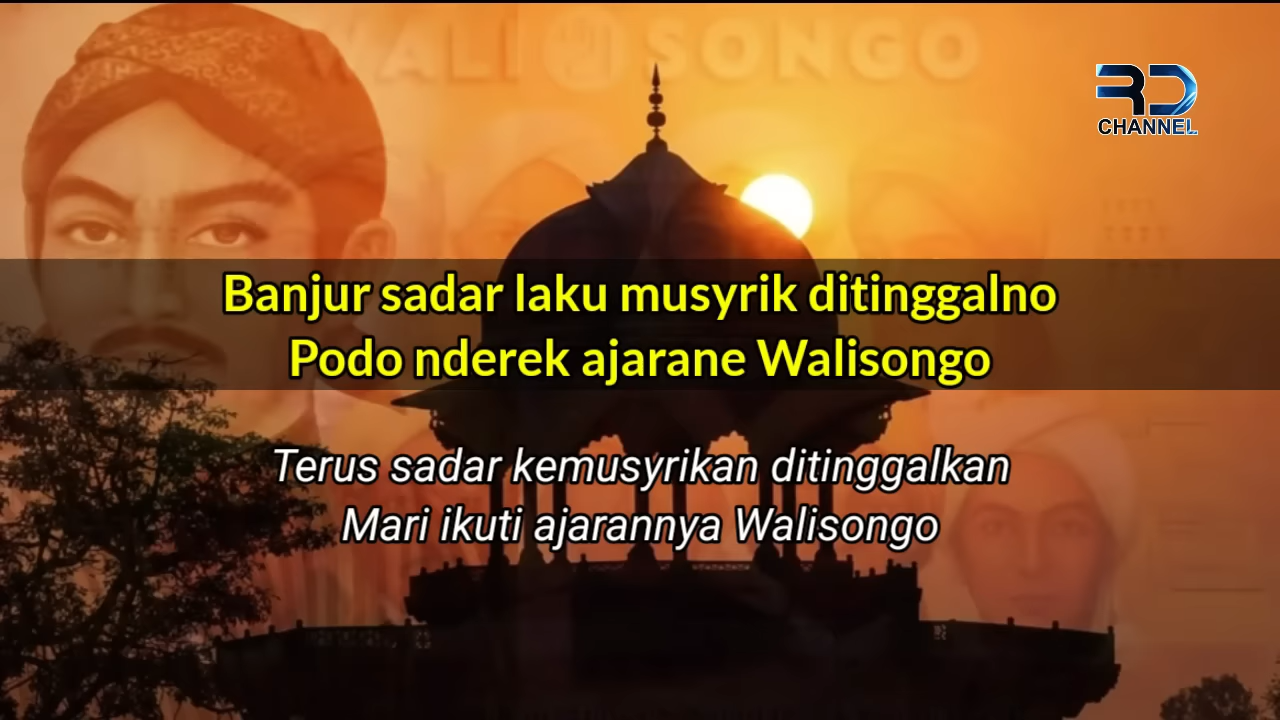 WALI SONGO
RD
CHANNEL
Banjur sadar laku musyrik ditinggalno
Podo nderek ajarane Walisongo
Terus sadar kemusyrikan ditinggalkan
Mari ikuti ajarannya Walisongo